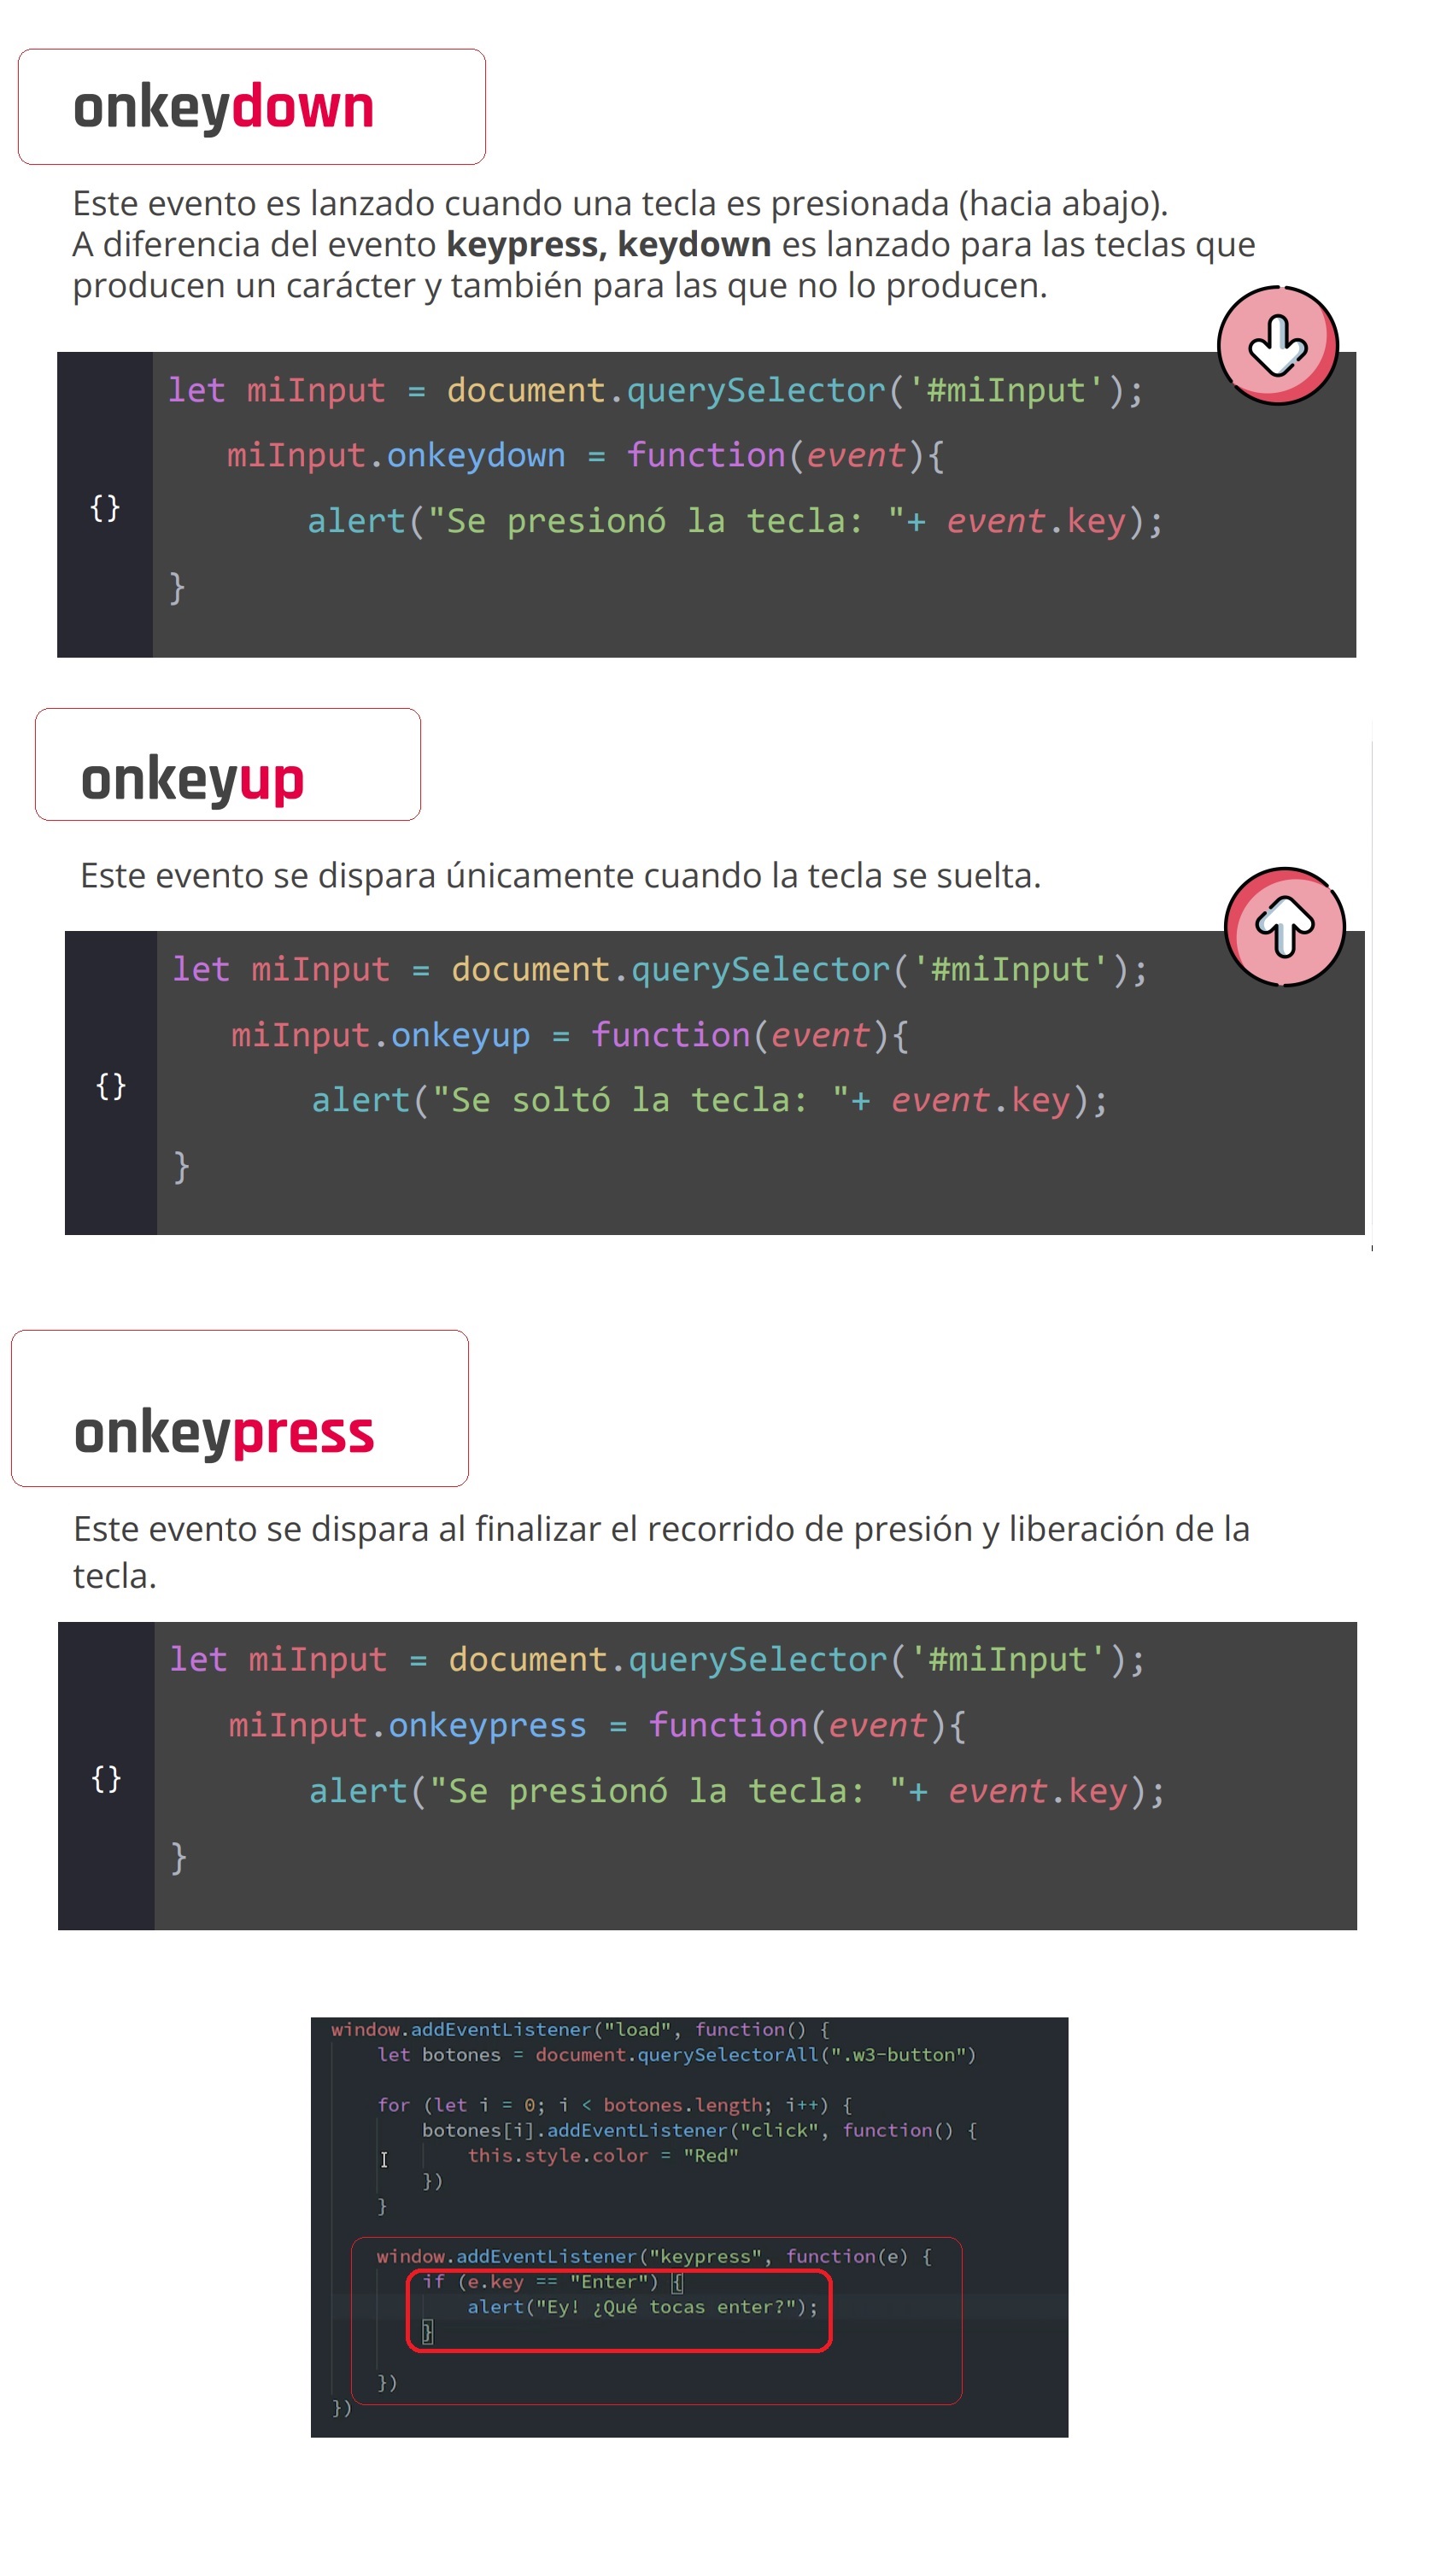 onkeydown
Este evento es lanzado cuando una tecla es presionada (hacia abajo).
A diferencia del evento keypress, keydown es lanzado para las teclas que
producen un carácter y también para las que no lo producen.
let miInput = document.querySelector('#miInput');
miInput.onkeydown = function(event){
{}
alert("Se presionó la tecla: "+ event.key);
}
onkeyup
Este evento se dispara únicamente cuando la tecla se suelta.
let miInput = document.querySelector('#miInput');
miInput.onkeyup = function(event){
{}
alert("Se soltó la tecla: "+ event.key);
}
onkeypress
Este evento se dispara al finalizar el recorrido de presión y liberación de la
tecla.
let miInput = document.querySelector('#miInput');
miInput.onkeypress = function(event){
{}
alert("Se presionó la tecla: "+ event.key);
}
window.addEventListener("load", function() {
let botones = document.querySelectorAll(".w3-button")
for (let i = 0; i < botones.length; i++) {
botones[i].addEventListener("click", function() {
this.style.color = "Red"
})
}
window.addEventListener("keypress", function(e) {
if (e.key == "Enter") {
alert("Ey! ¿Qué tocas enter?");
}
})
})